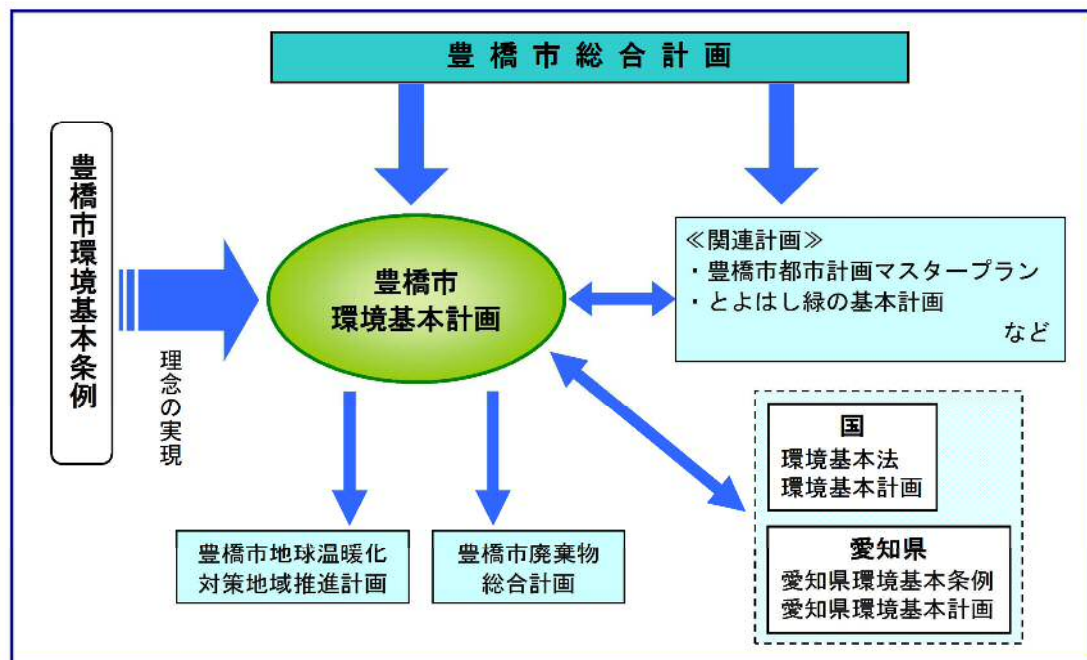 豊橋市総合計画
豊橋市環境基本条例
理念の実現
豊橋市
環境基本計画
≪関連計画≫
・豊橋市都市計画マスタープラン
・とよはし緑の基本計画
など
国
環境基本法
環境基本計画
愛知県
愛知県環境基本条例
愛知県環境基本計画
豊橋市地球温暖化
対策地域推進計画
豊橋市廃棄物
総合計画